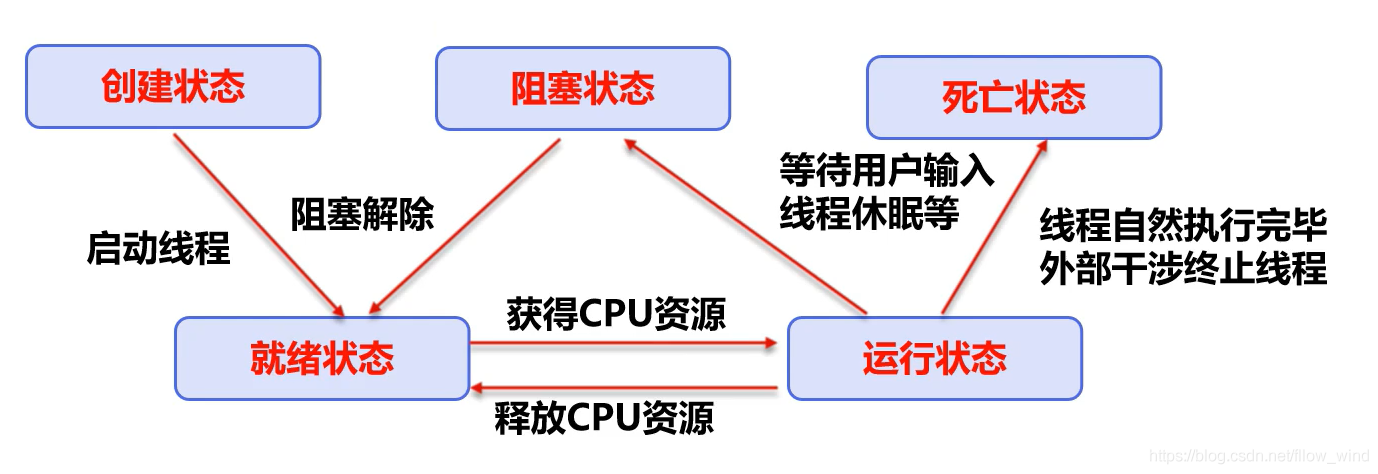 创建状态
阻塞状态
死亡状态
等待用户输入
线程休眠等
阻塞解除
线程自然执行完毕
外部干涉终止线程
启动线程
获得CPU资源
就绪状态
运行状态
释放CPU资源
https://blog.csdn.net/filow_wind